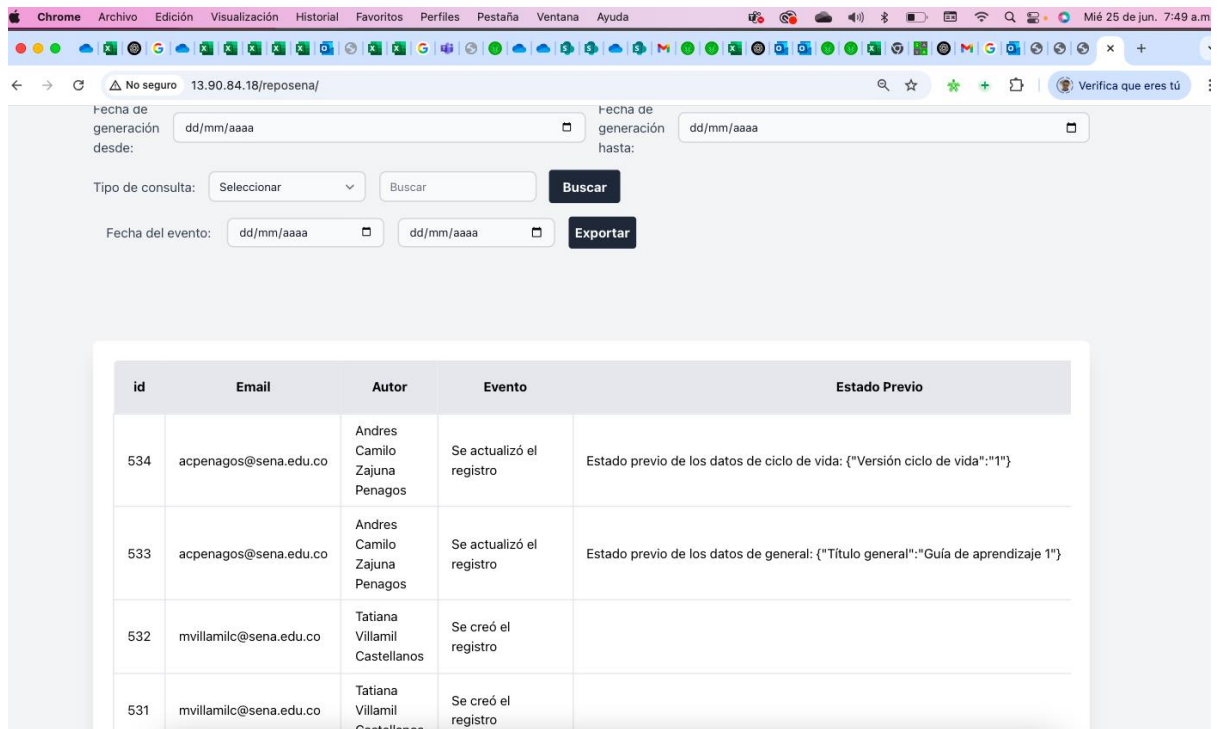 Chrome Archivo Edición Visualización Historial Favoritos Perfiles Pestaña Ventana Ayuda Mié 25 de jun. 7:49 a.m.
No seguro 13.90.84.18/reposena/ Verifica que eres tú
Fecha de generación desde: dd/mm/aaaa
Fecha de generación hasta: dd/mm/aaaa
Tipo de consulta: Seleccionar Buscar Buscar
Fecha del evento: dd/mm/aaaa dd/mm/aaaa Exportar
id Email Autor Evento Estado Previo
534 acpenagos@sena.edu.co Andres Camilo Zajuna Penagos Se actualizó el registro Estado previo de los datos de ciclo de vida: {"Versión ciclo de vida":"1"}
533 acpenagos@sena.edu.co Andres Camilo Zajuna Penagos Se actualizó el registro Estado previo de los datos de general: {"Título general":"Guía de aprendizaje 1"}
532 mvillamilc@sena.edu.co Tatiana Villamil Castellanos Se creó el registro
531 mvillamilc@sena.edu.co Tatiana Villamil Castellanos Se creó el registro